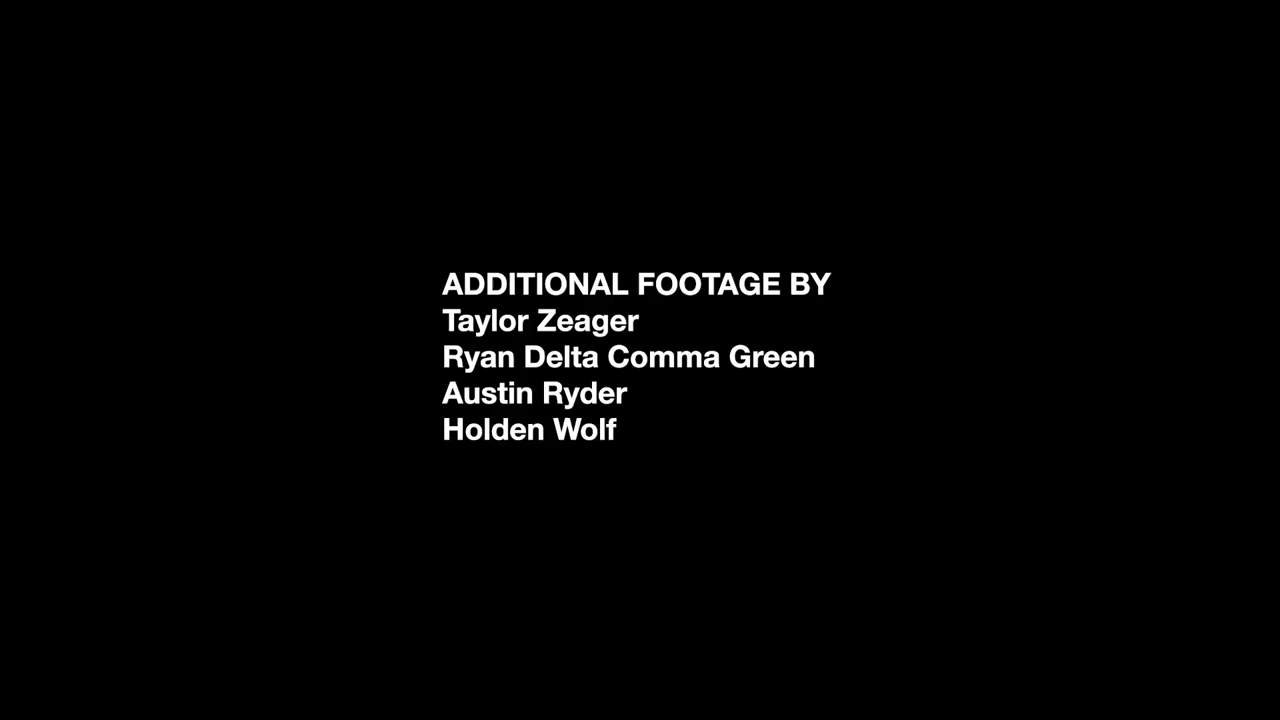 ADDITIONAL FOOTAGE BY
Taylor Zeager
Ryan Delta Comma Green
Austin Ryder
Holden Wolf